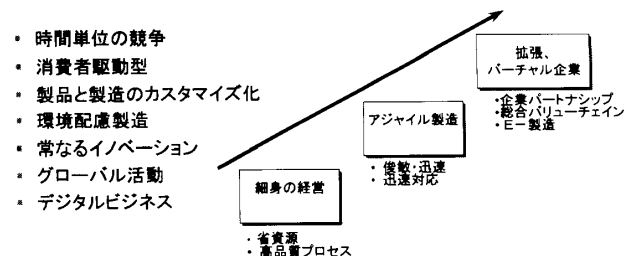 ・ 時間単位の競争
・ 消費者駆動型
・ 製品と製造のカスタマイズ化
・ 環境配慮製造
・ 常なるイノベーション
・ グローバル活動
・ デジタルビジネス
細身の経営
・ 省資源
・ 高品質プロセス
アジャイル製造
・ 俊敏・迅速
・ 迅速対応
拡張、
バーチャル企業
・企業パートナシップ
・総合バリューチェイン
・E－製造